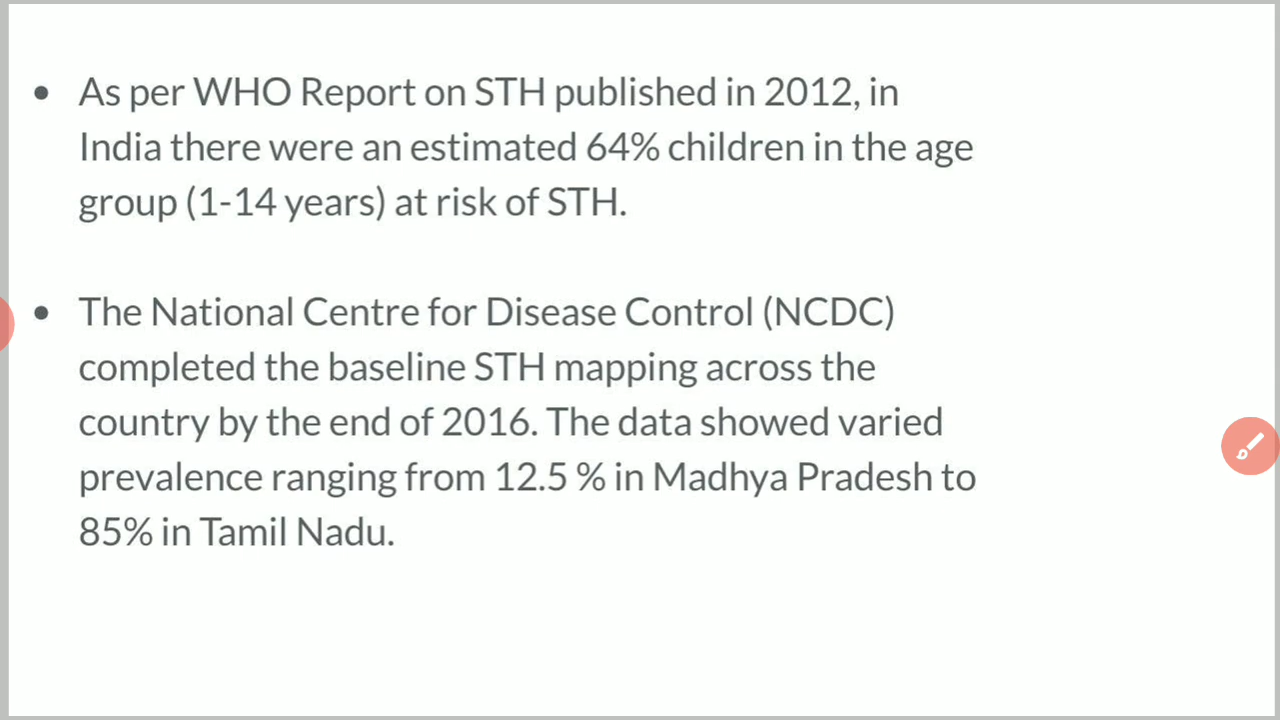 • As per WHO Report on STH published in 2012, in
India there were an estimated 64% children in the age
group (1-14 years) at risk of STH.
• The National Centre for Disease Control (NCDC)
completed the baseline STH mapping across the
country by the end of 2016. The data showed varied
prevalence ranging from 12.5 % in Madhya Pradesh to
85% in Tamil Nadu.